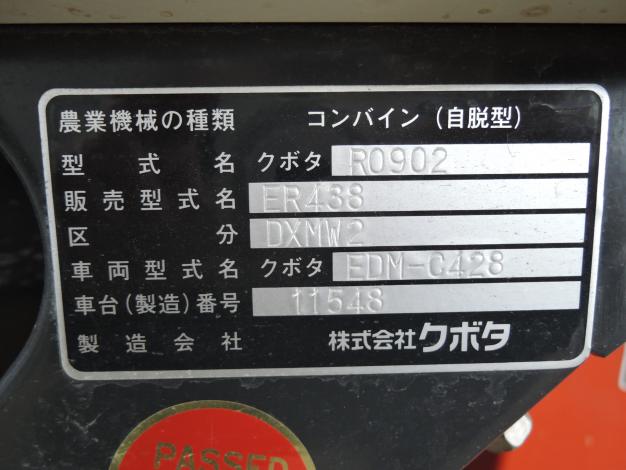 農業機械の種類 コンバイン(自脱型)
型式名 クボタ R0902
販売型式名 ER438
区分 DXMW2
車両型式名 クボタ EDM-C428
車台(製造)番号 11548
製造会社 株式会社クボタ
PASSED